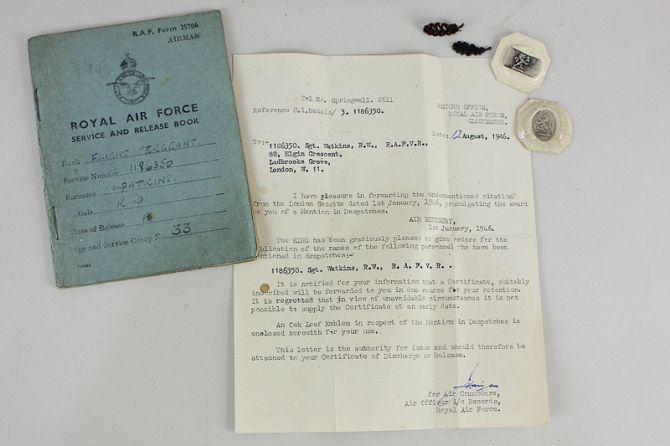 R.A.F. Form 2520A
AIRMAN
ROYAL AIR FORCE
SERVICE AND RELEASE BOOK
Rank FLIGHT SERGEANT.
Service Number 1186350
Surname WATKINS.
Initials R W
Class of Release A
Age and Service Group No. 33
Tel No. Springwall. 2611
Reference C.1.Medals/ 3. 1186350.
RECORD OFFICE,
ROYAL AIR FORCE,
GLOUCESTER.
Date: 12 August, 1946.
To:- 1186350. Sgt. Watkins, R.W., R.A.F.V.R.,
88, Elgin Crescent,
Ladbrooke Grove,
London, W. 11.
I have pleasure in forwarding the undermentioned citation
from the London Gazette dated 1st January, 1946, promulgating the award
to you of a Mention in Despatches.
AIR MINISTRY,
1st January, 1946.
The KING has been graciously pleased to give orders for the
publication of the names of the following personnel who have been
mentioned in despatches:-
1186350. Sgt. Watkins, R.W., R. A. F. V. R. .
It is notified for your information that a Certificate, suitably
inscribed will be forwarded to you in due course for your retention.
It is regretted that in view of unavoidable circumstances it is not
possible to supply the Certificate at an early date.
An Oak Leaf Emblem in respect of the Mention in Despatches is
enclosed herewith for your use.
This letter is the authority for issue and should therefore be
attached to your Certificate of Discharge or Release.
for Air Commodore,
Air Officer i/c Records,
Royal Air Force.